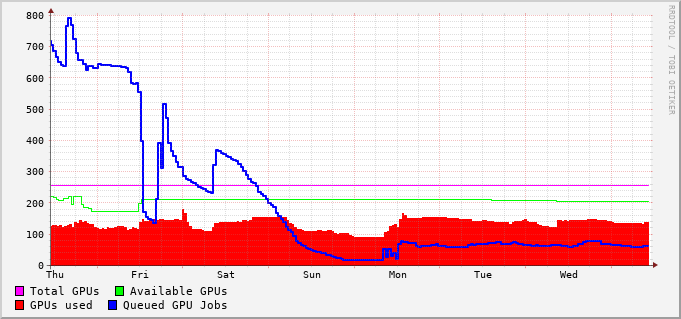 800
700
600
500
400
300
200
100
0
Thu Fri Sat Sun Mon Tue Wed
Total GPUs Available GPUs
GPUs used Queued GPU Jobs
RRDTOOL / TOBI OETIKER